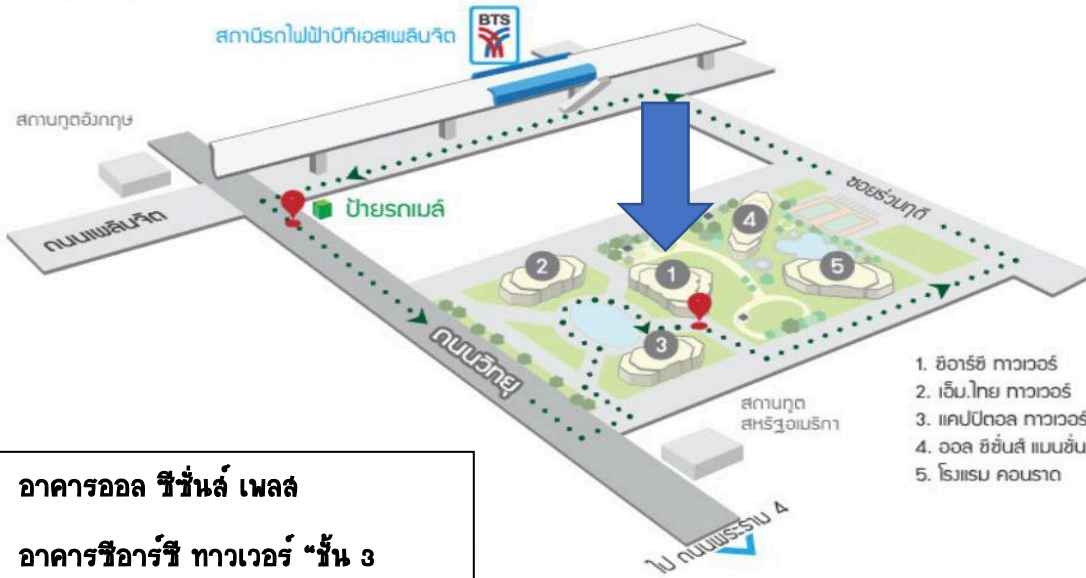 BTS
สถานีรถไฟฟ้าบีทีเอสเพลินจิต
สถานทูตอังกฤษ
ถนนเพลินจิต
ป้ายรถเมล์
ซอยร่วมฤดี
4
2
1
5
3
ถนนวิทยุ
สถานทูต
สหรัฐอเมริกา
1. ซีอาร์ซี ทาวเวอร์
2. เอ็ม.ไทย ทาวเวอร์
3. แคปปิตอล ทาวเวอร์
4. ออล ซีซั่นส์ แมนชั่น
5. โรงแรม คอนราด
ไป ถนนพระราม 4
อาคารออล ซีซั่นส์ เพลส
อาคารซีอาร์ซี ทาวเวอร์ “ชั้น 3